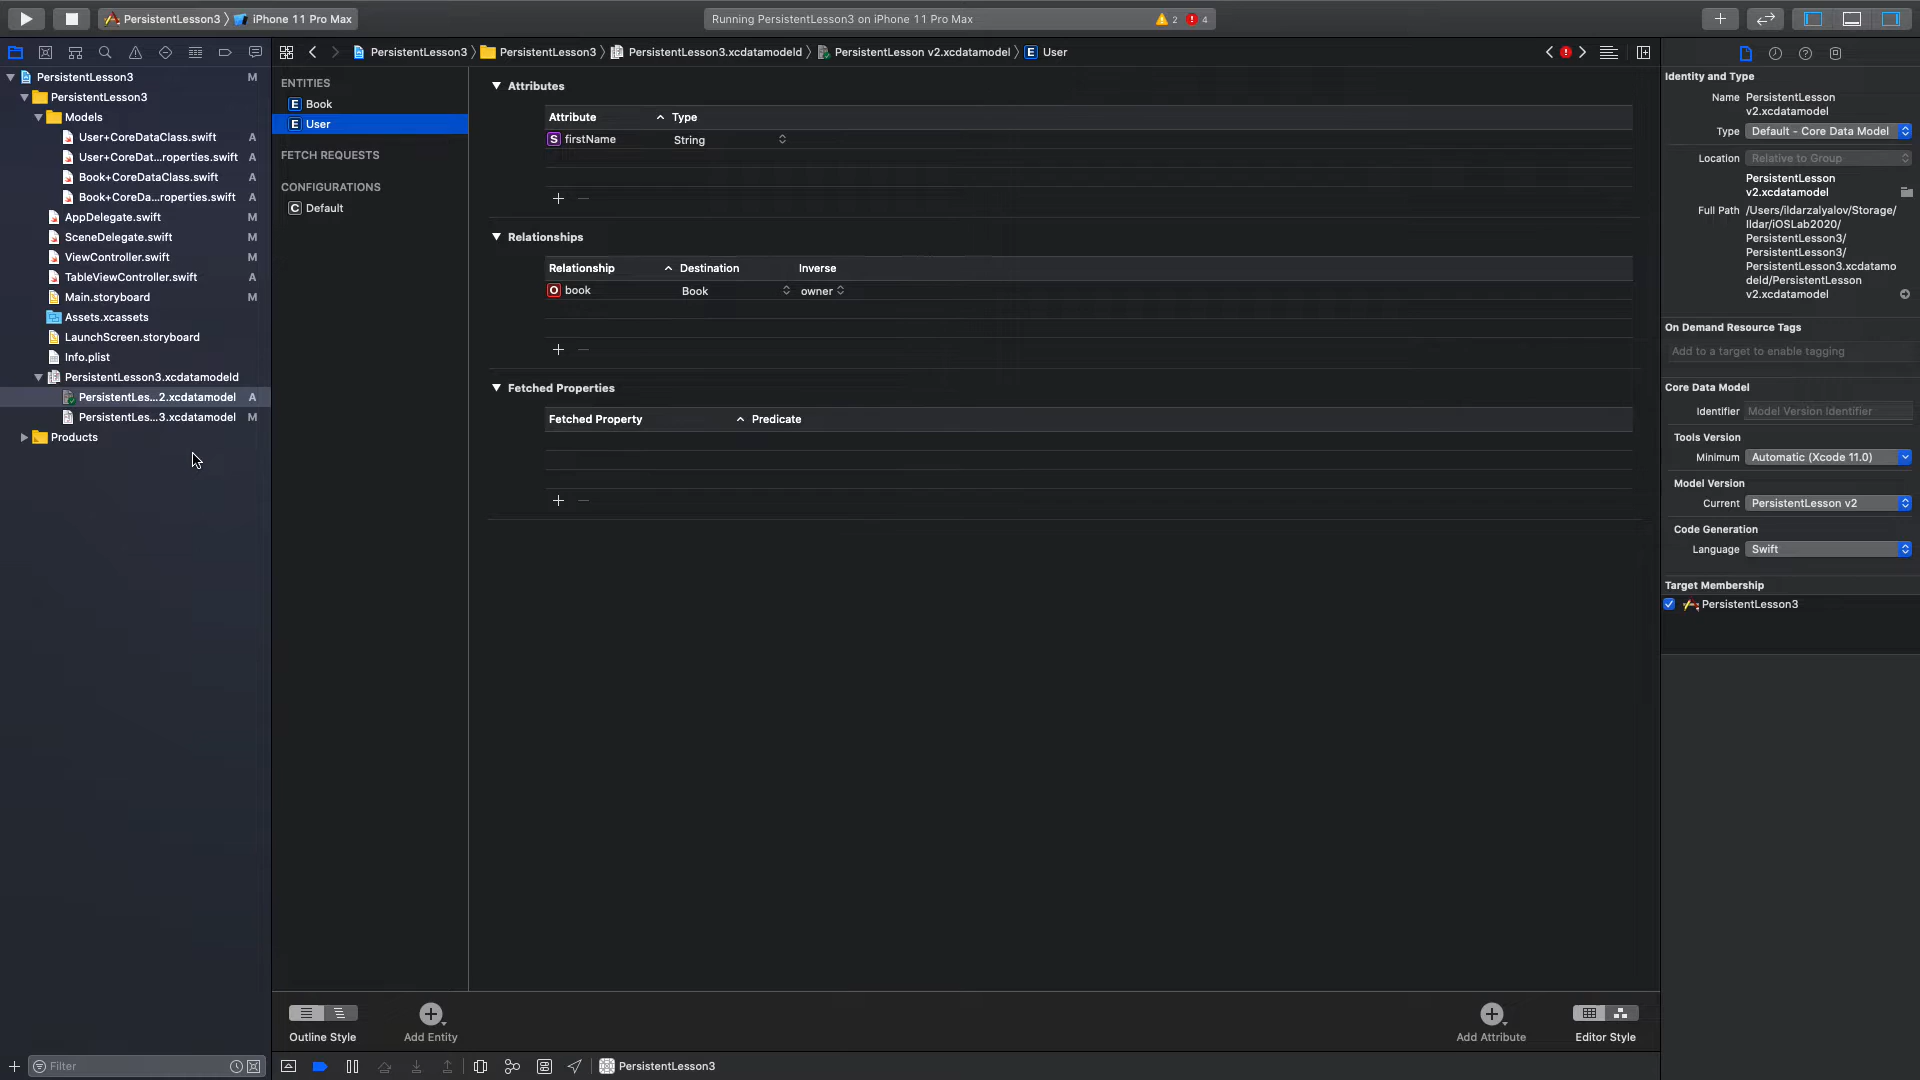 PersistentLesson3 〉 iPhone 11 Pro Max
Running PersistentLesson3 on iPhone 11 Pro Max
2
4
PersistentLesson3 〉 PersistentLesson3 〉 PersistentLesson3.xcdatamodeld 〉 PersistentLesson v2.xcdatamodel 〉 E User
PersistentLesson3 M
PersistentLesson3
Models
User+CoreDataClass.swift A
User+CoreDat...roperties.swift A
Book+CoreDataClass.swift A
Book+CoreDa...roperties.swift A
AppDelegate.swift M
SceneDelegate.swift M
ViewController.swift M
TableViewController.swift A
Main.storyboard M
Assets.xcassets
LaunchScreen.storyboard
Info.plist
PersistentLesson3.xcdatamodeld
PersistentLes...2.xcdatamodel A
PersistentLes...3.xcdatamodel M
Products
Filter
ENTITIES
E Book
E User
FETCH REQUESTS
CONFIGURATIONS
C Default
Attributes
Attribute Type
S firstName String
Relationships
Relationship Destination Inverse
O book Book owner
Fetched Properties
Fetched Property Predicate
Outline Style
Add Entity
Add Attribute
Editor Style
PersistentLesson3
Identity and Type
Name PersistentLesson
v2.xcdatamodel
Type Default - Core Data Model
Location Relative to Group
PersistentLesson
v2.xcdatamodel
Full Path /Users/ildarzalyalov/Storage/
Ildar/iOSLab2020/
PersistentLesson3/
PersistentLesson3/
PersistentLesson3.xcdatamo
deld/PersistentLesson
v2.xcdatamodel
On Demand Resource Tags
Add to a target to enable tagging
Core Data Model
Identifier Model Version Identifier
Tools Version
Minimum Automatic (Xcode 11.0)
Model Version
Current PersistentLesson v2
Code Generation
Language Swift
Target Membership
PersistentLesson3